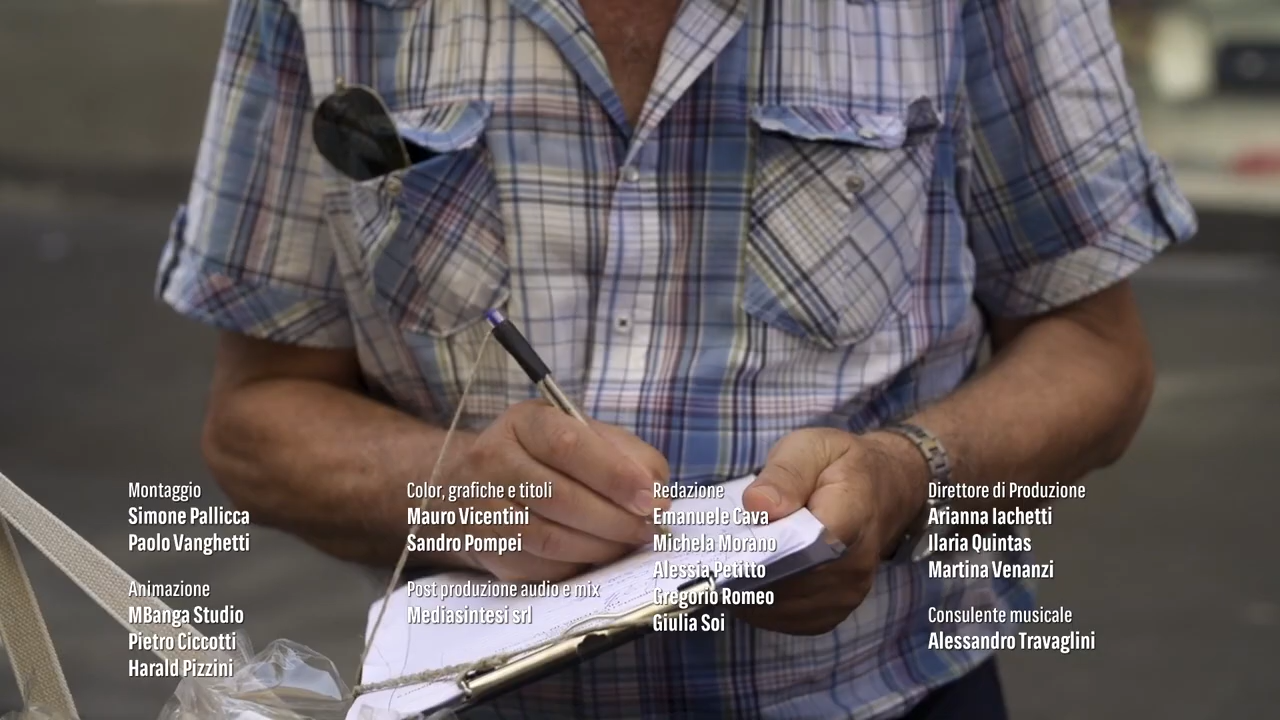 Montaggio
Simone Pallicca
Paolo Vanghetti
Animazione
MBanga Studio
Pietro Ciccotti
Harald Pizzini
Color, grafiche e titoli
Mauro Vicentini
Sandro Pompei
Post produzione audio e mix
Mediasintesi srl
Redazione
Emanuele Cava
Michela Morano
Alessia Petitto
Gregorio Romeo
Giulia Soi
Direttore di Produzione
Arianna Iachetti
Ilaria Quintas
Martina Venanzi
Consulente musicale
Alessandro Travaglini